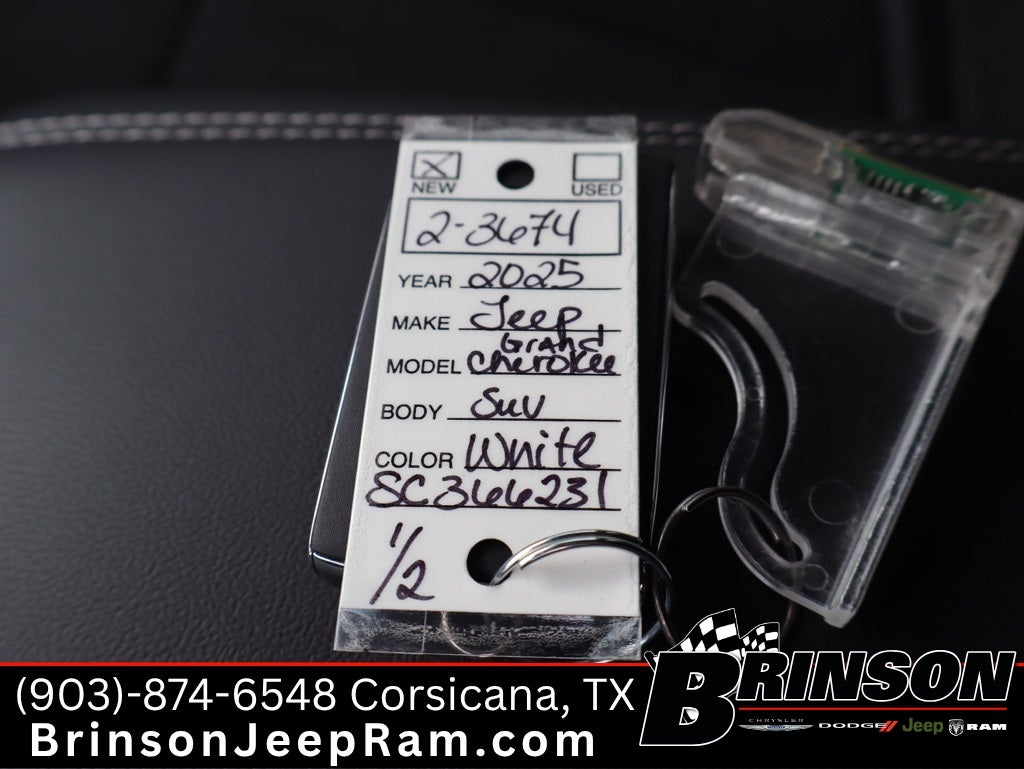 NEW USED
2-3674
YEAR 2025
MAKE Jeep
MODEL Grand Cherokee
BODY Suv
COLOR White
SC366231
1/2
(903)-874-6548 Corsicana, TX
BrinsonJeepRam.com
BRINSON
CHRYSLER DODGE Jeep RAM